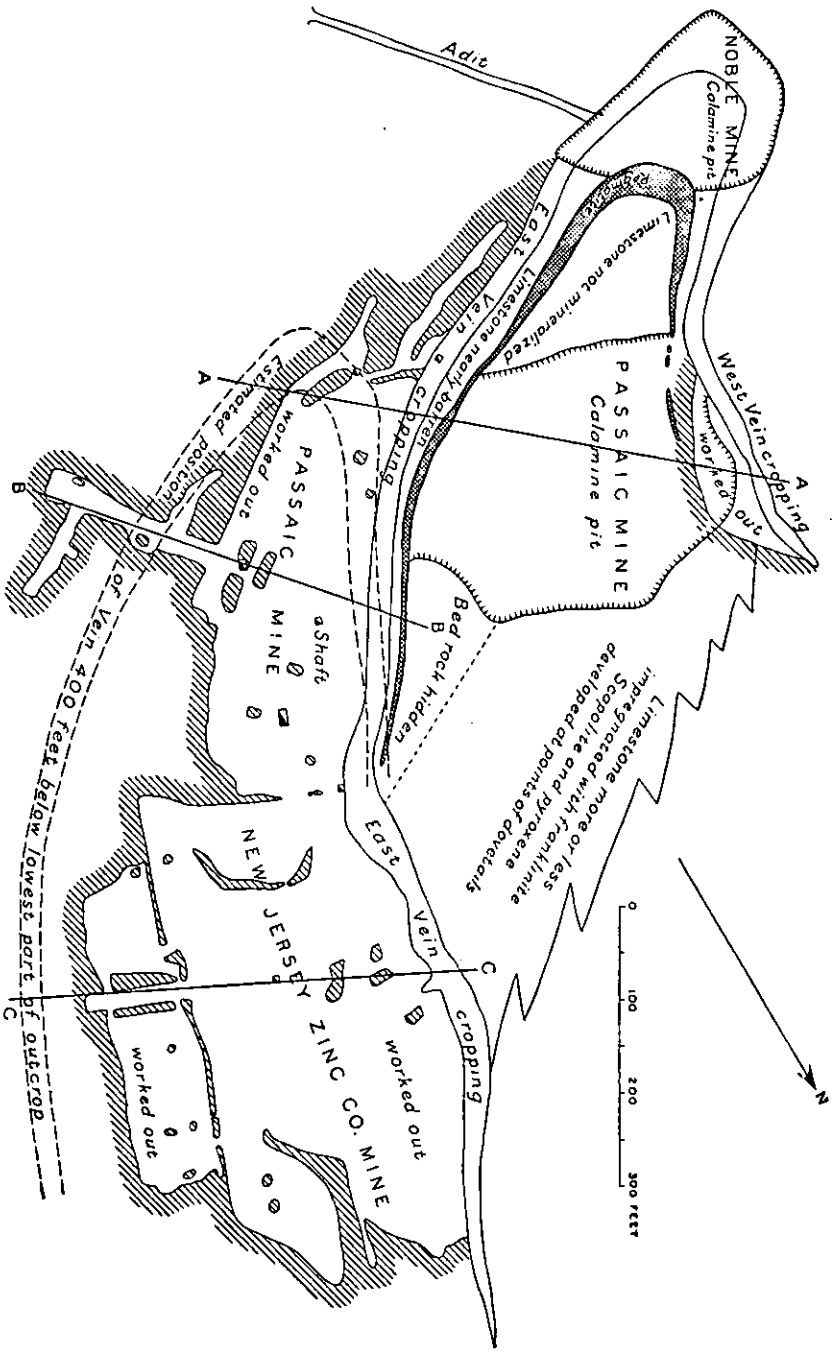 NOBLE MINE
Calamine pit
Adit
Pegmatite
Limestone not mineralized
PASSAIC MINE
Calamine pit
West Vein cropping
worked out
A
A
East Vein cropping
Limestone nearly barren
Bed rock hidden
B
B
Estimated position of Vein 400 feet below lowest part of outcrop
PASSAIC MINE
worked out
Shaft
Limestone more or less
impregnated with franklinite
Scapolite and pyroxene
developed at points of dovetails
East Vein cropping
NEW JERSEY ZINC CO. MINE
worked out
worked out
C
C
0 100 200 300 FEET
N